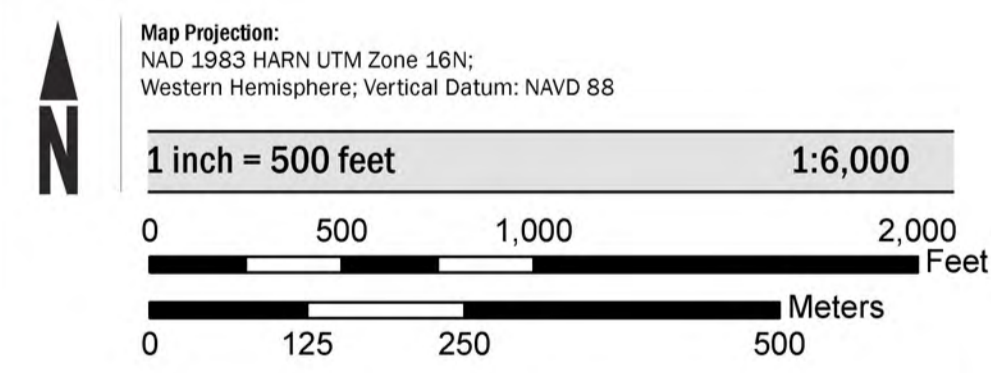 N
Map Projection:
NAD 1983 HARN UTM Zone 16N;
Western Hemisphere; Vertical Datum: NAVD 88
1 inch = 500 feet 1:6,000
0 500 1,000 2,000
Feet
Meters
0 125 250 500